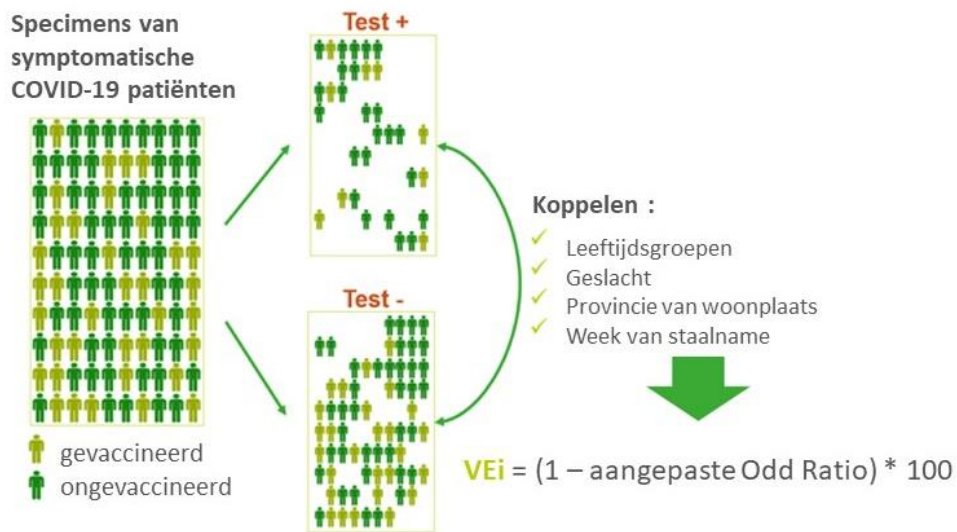 Specimens van
symptomatische
COVID-19 patiënten
Test +
Test -
gevaccineerd
ongevaccineerd
Koppelen :
Leeftijdsgroepen
Geslacht
Provincie van woonplaats
Week van staalname
VEi = (1 – aangepaste Odd Ratio) * 100